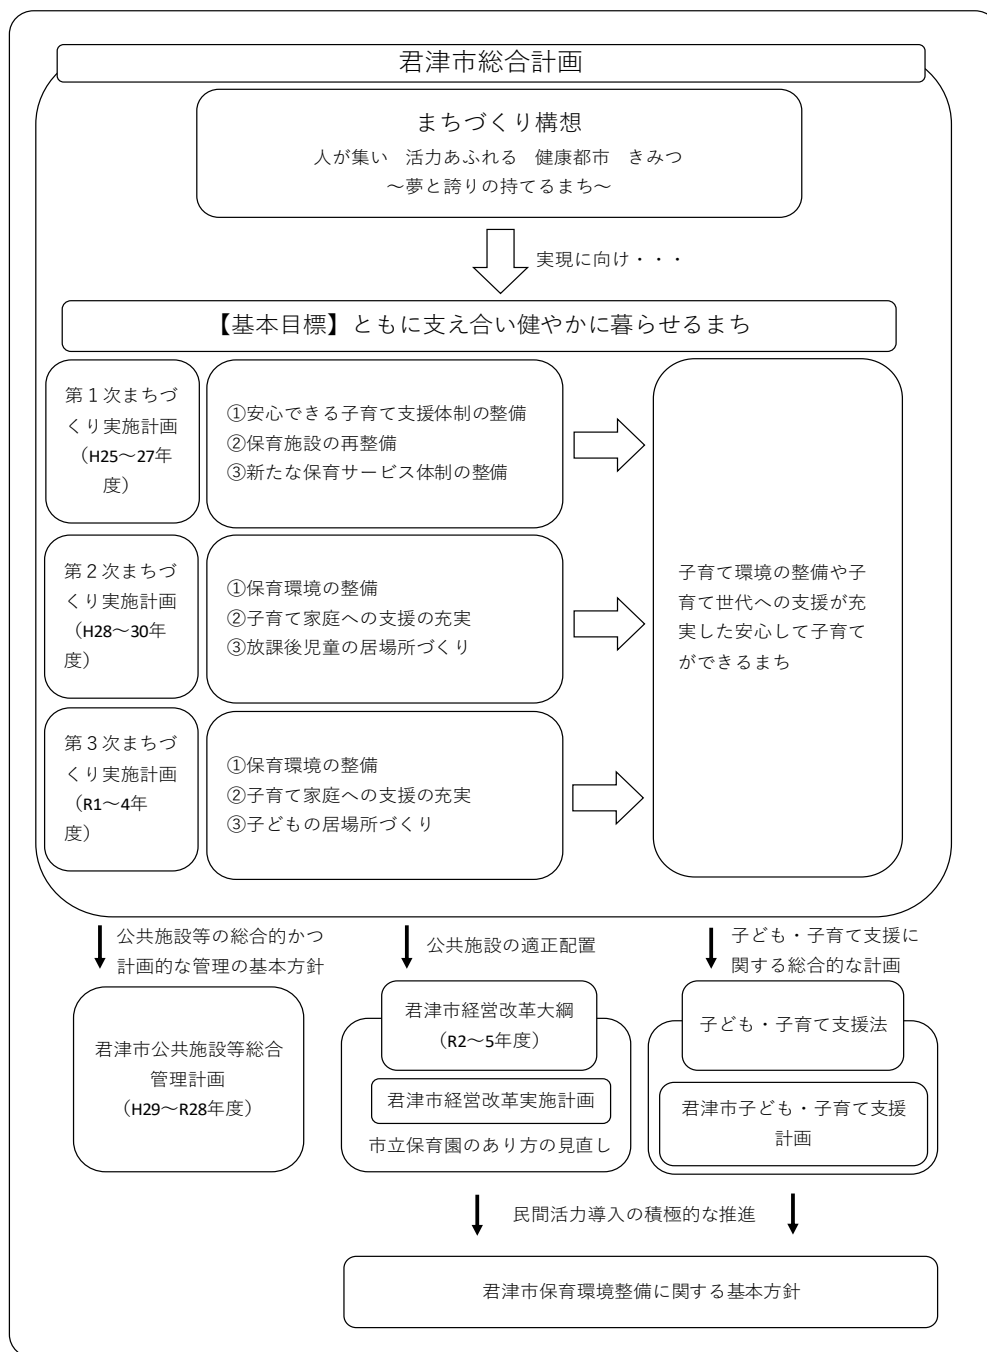 君津市総合計画
まちづくり構想
人が集い 活力あふれる 健康都市 きみつ
～夢と誇りの持てるまち～
実現に向け・・・
【基本目標】ともに支え合い健やかに暮らせるまち
第１次まちづ
くり実施計画
（H25～27年
度）
①安心できる子育て支援体制の整備
②保育施設の再整備
③新たな保育サービス体制の整備
第２次まちづ
くり実施計画
（H28～30年
度）
①保育環境の整備
②子育て家庭への支援の充実
③放課後児童の居場所づくり
第３次まちづ
くり実施計画
（R1～4年
度）
①保育環境の整備
②子育て家庭への支援の充実
③子どもの居場所づくり
子育て環境の整備や子
育て世代への支援が充
実した安心して子育て
ができるまち
公共施設等の総合的かつ
計画的な管理の基本方針
君津市公共施設等総合
管理計画
（H29～R28年度）
公共施設の適正配置
君津市経営改革大綱
（R2～5年度）
君津市経営改革実施計画
市立保育園のあり方の見直し
子ども・子育て支援に
関する総合的な計画
子ども・子育て支援法
君津市子ども・子育て支援
計画
民間活力導入の積極的な推進
君津市保育環境整備に関する基本方針